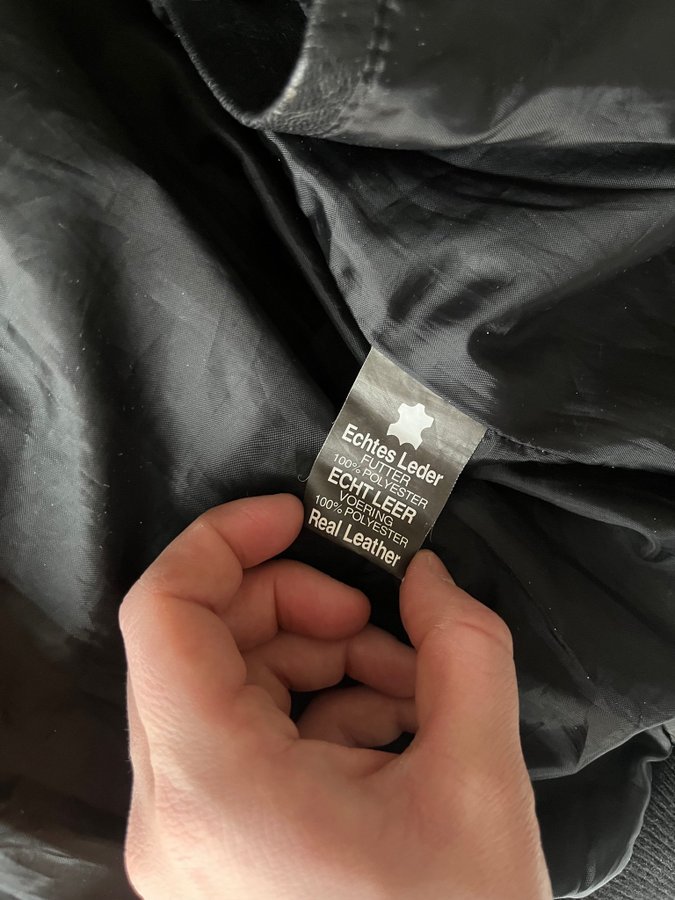 Echtes Leder
FUTTER
100% POLYESTER
ECHT LEER
VOERING
100% POLYESTER
Real Leather